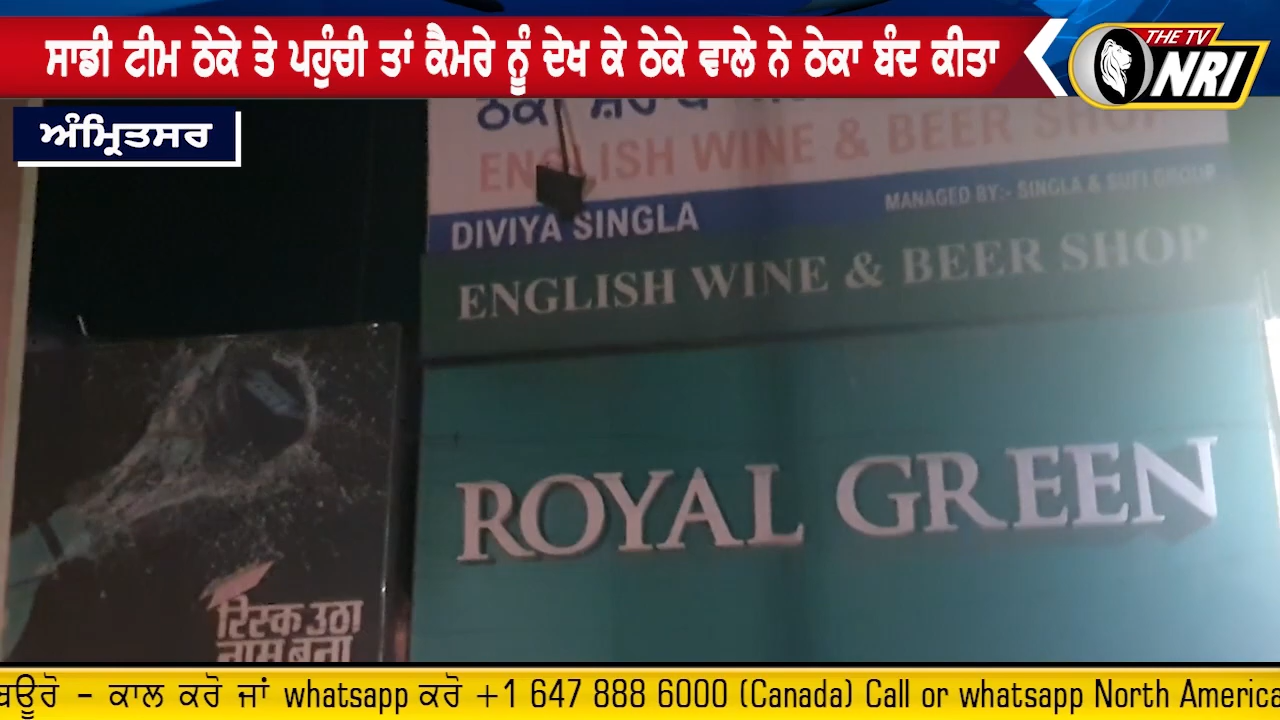 ਸਾਡੀ ਟੀਮ ਠੇਕੇ ਤੇ ਪਹੁੰਚੀ ਤਾਂ ਕੈਮਰੇ ਨੂੰ ਦੇਖ ਕੇ ਠੇਕੇ ਵਾਲੇ ਨੇ ਠੇਕਾ ਬੰਦ ਕੀਤਾ
THE TV
NRI
ਅੰਮ੍ਰਿਤਸਰ
ਠੇਕਾ ਸ਼ਰਾਬ
ENGLISH WINE & BEER SHOP
DIVIYA SINGLA
MANAGED BY:- SINGLA & SUFI GROUP
ENGLISH WINE & BEER SHOP
ROYAL GREEN
रिस्क उठा
नाम बना
ਬਊਰੋ - ਕਾਲ ਕਰੋ ਜਾਂ whatsapp ਕਰੋ +1 647 888 6000 (Canada) Call or whatsapp North America